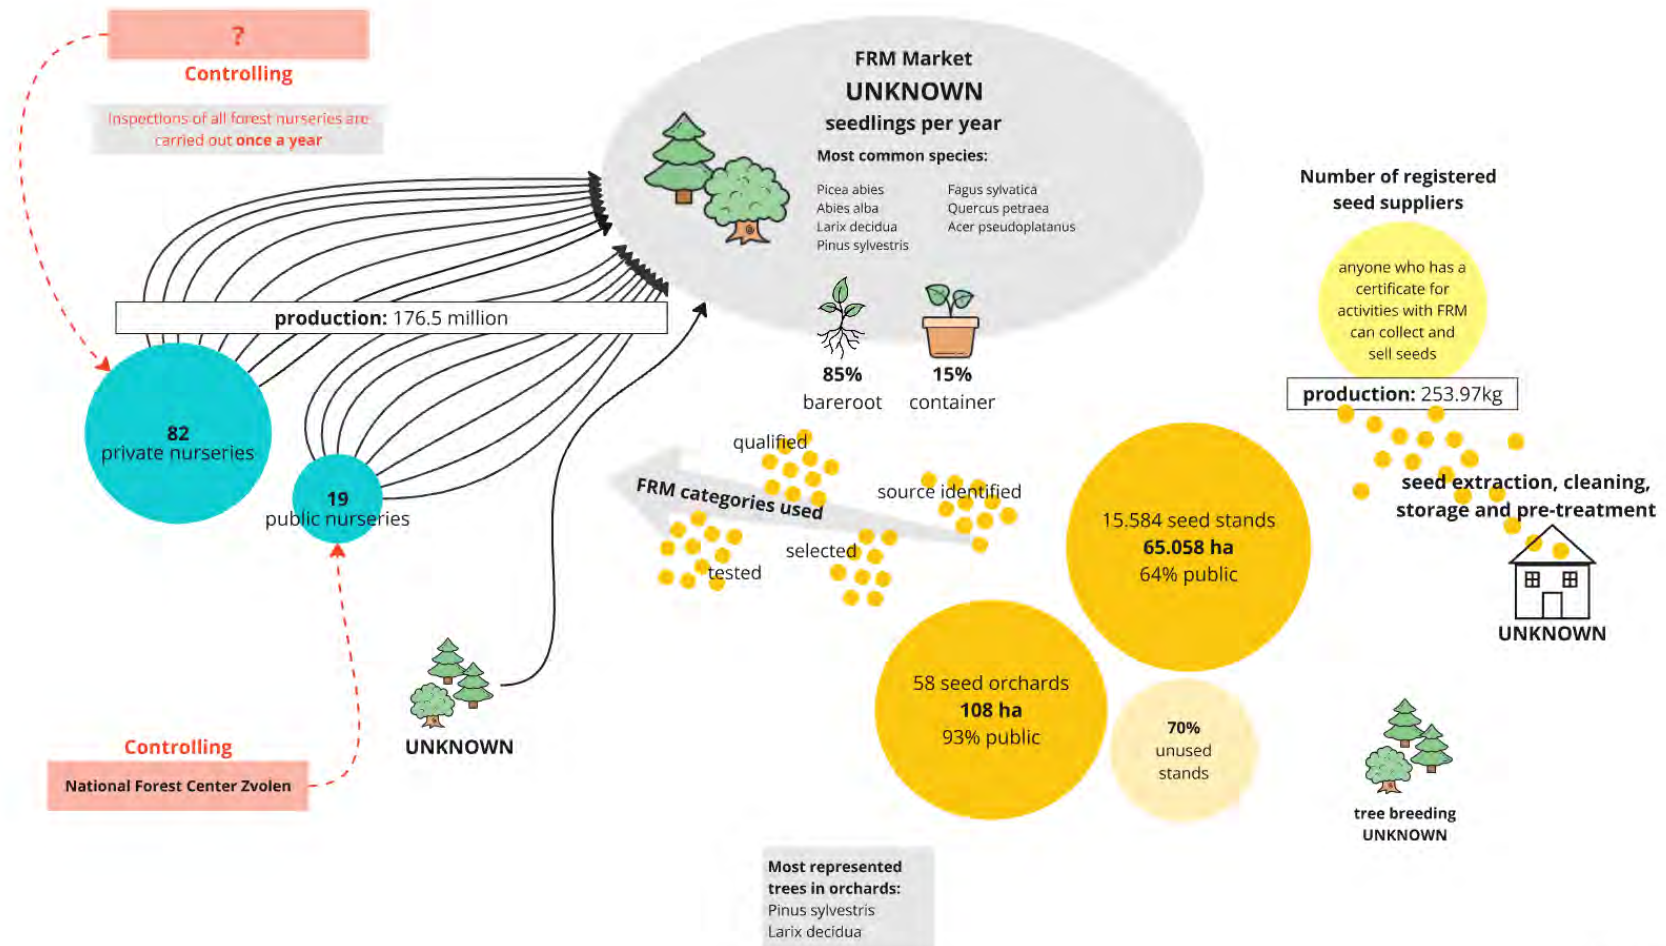 ?
Controlling
Inspections of all forest nurseries are
carried out once a year
FRM Market
UNKNOWN
seedlings per year
Most common species:
Picea abies
Abies alba
Larix decidua
Pinus sylvestris
Fagus sylvatica
Quercus petraea
Acer pseudoplatanus
85%
bareroot
15%
container
Number of registered
seed suppliers
anyone who has a
certificate for
activities with FRM
can collect and
sell seeds
production: 253.97kg
seed extraction, cleaning,
storage and pre-treatment
UNKNOWN
production: 176.5 million
82
private nurseries
19
public nurseries
qualified
FRM categories used
source identified
selected
tested
15.584 seed stands
65.058 ha
64% public
58 seed orchards
108 ha
93% public
70%
unused
stands
UNKNOWN
Controlling
National Forest Center Zvolen
tree breeding
UNKNOWN
Most represented
trees in orchards:
Pinus sylvestris
Larix decidua